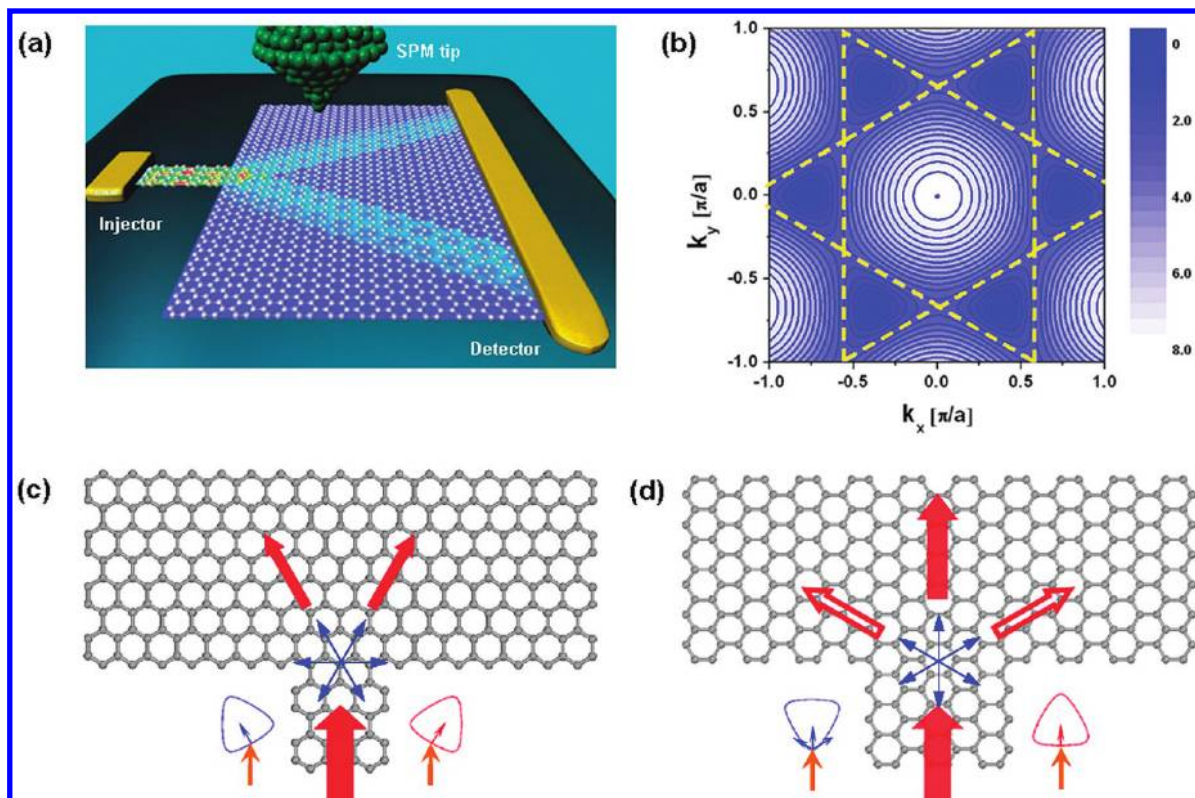 (a)
SPM tip
Injector
Detector
(b)
1.0
0.5
0.0
-0.5
-1.0
k_y [π/a]
-1.0 -0.5 0.0 0.5 1.0
k_x [π/a]
0
2.0
4.0
6.0
8.0
(c)
(d)